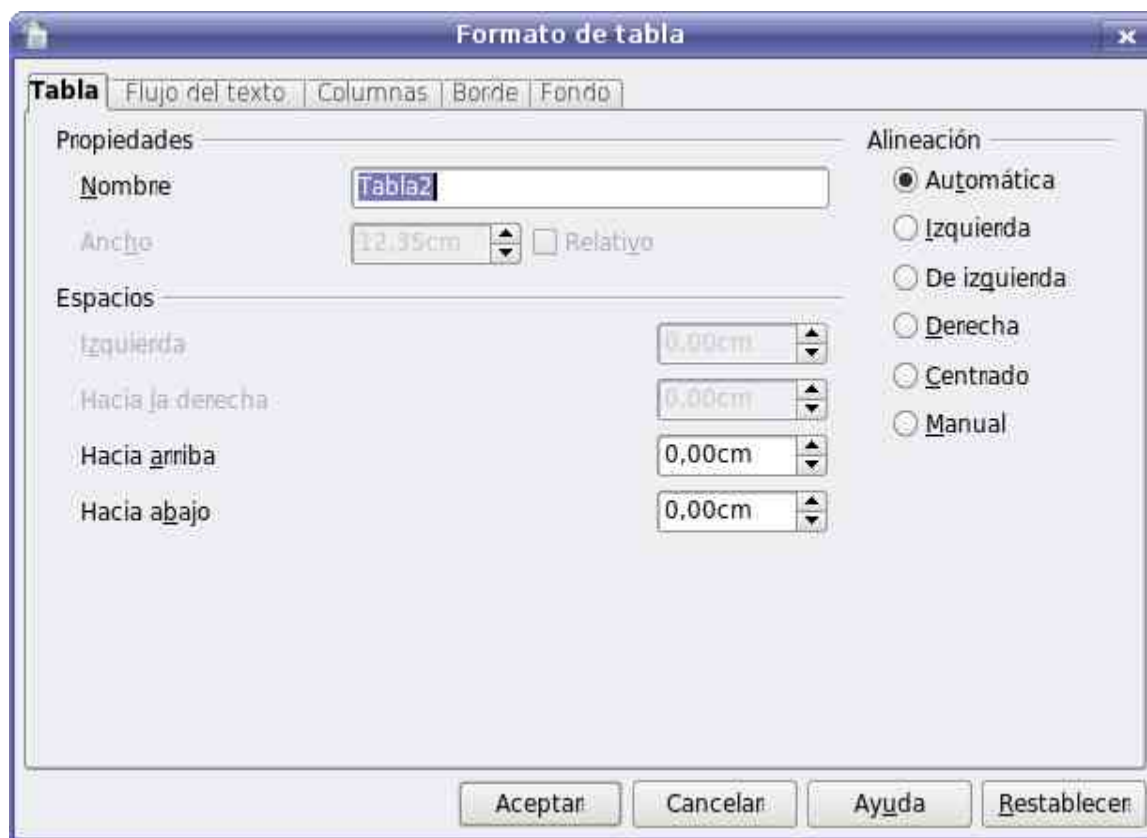 Formato de tabla
Tabla Flujo del texto Columnas Borde Fondo
Propiedades
Nombre Tabla2
Ancho 12,35cm Relativo
Espacios
Izquierda 0,00cm
Hacia la derecha 0,00cm
Hacia arriba 0,00cm
Hacia abajo 0,00cm
Alineación
Automática
Izquierda
De izquierda
Derecha
Centrado
Manual
Aceptar Cancelar Ayuda Restablecer